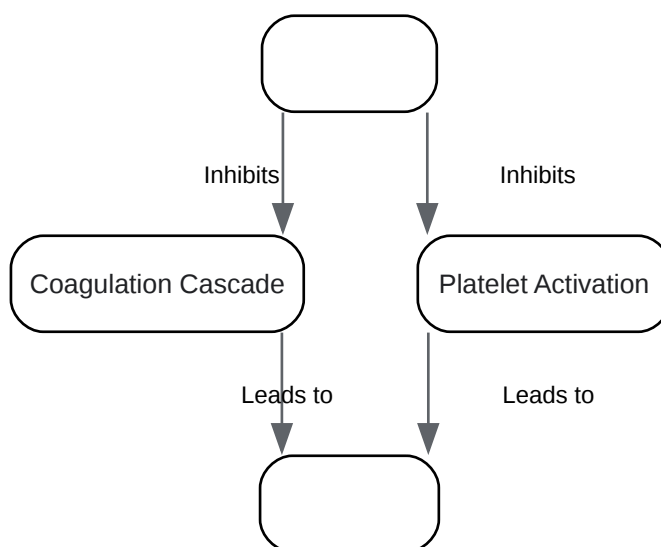 Inhibits
Inhibits
Coagulation Cascade
Platelet Activation
Leads to
Leads to